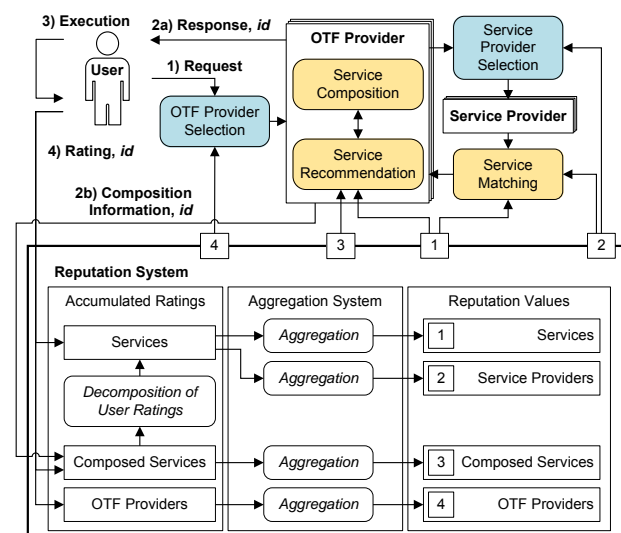 3) Execution
2a) Response, id
OTF Provider
Service
Provider
Selection
User
1) Request
Service
Composition
OTF Provider
Selection
Service Provider
4) Rating, id
Service
Recommendation
Service
Matching
2b) Composition
Information, id
4
3
1
2
Reputation System
Accumulated Ratings
Aggregation System
Reputation Values
Services
Aggregation
1
Services
Aggregation
2
Service Providers
Decomposition of
User Ratings
Composed Services
Aggregation
3
Composed Services
OTF Providers
Aggregation
4
OTF Providers